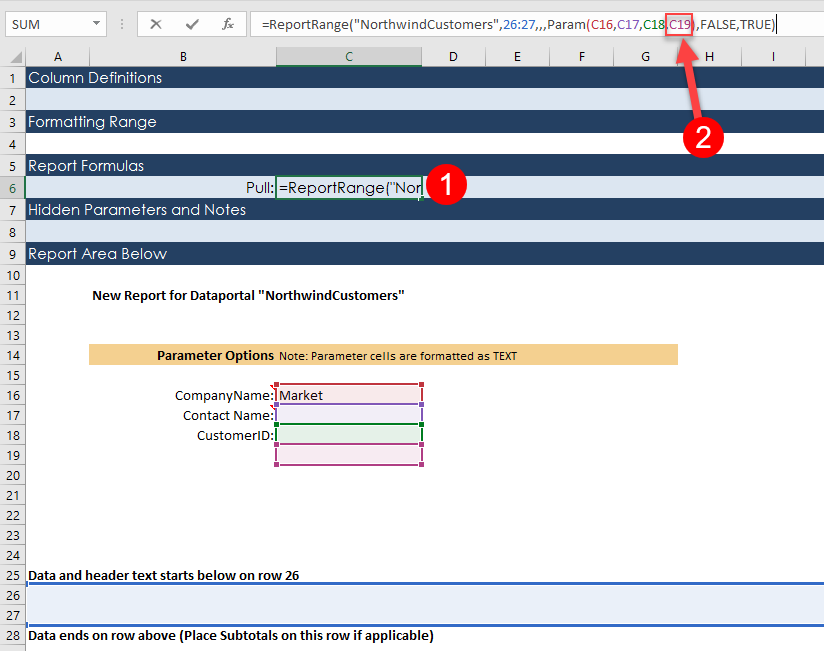 SUM
=ReportRange("NorthwindCustomers",26:27,,,Param(C16,C17,C18,C19),FALSE,TRUE)
A B C D E F G H I
1 Column Definitions
2
3 Formatting Range
4
5 Report Formulas
6 Pull: =ReportRange("Nor
7 Hidden Parameters and Notes
8
9 Report Area Below
10
11 New Report for Dataportal "NorthwindCustomers"
12
13
14 Parameter Options Note: Parameter cells are formatted as TEXT
15
16 CompanyName: Market
17 Contact Name:
18 CustomerID:
19
20
21
22
23
24
25 Data and header text starts below on row 26
26
27
28 Data ends on row above (Place Subtotals on this row if applicable)
1
2